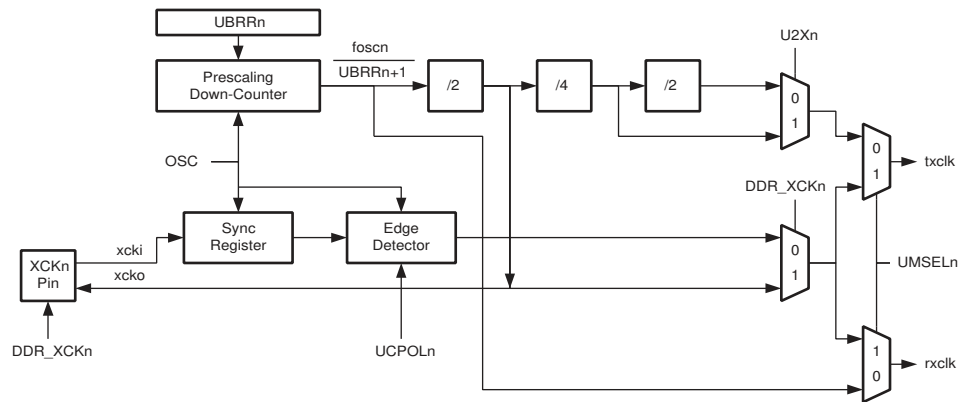 UBRRn
foscn
UBRRn+1
U2Xn
Prescaling
Down-Counter
/2
/4
/2
0
1
OSC
0
1
txclk
DDR_XCKn
xcki
Sync
Register
Edge
Detector
0
1
XCKn
Pin
xcko
UMSELn
DDR_XCKn
UCPOLn
1
0
rxclk